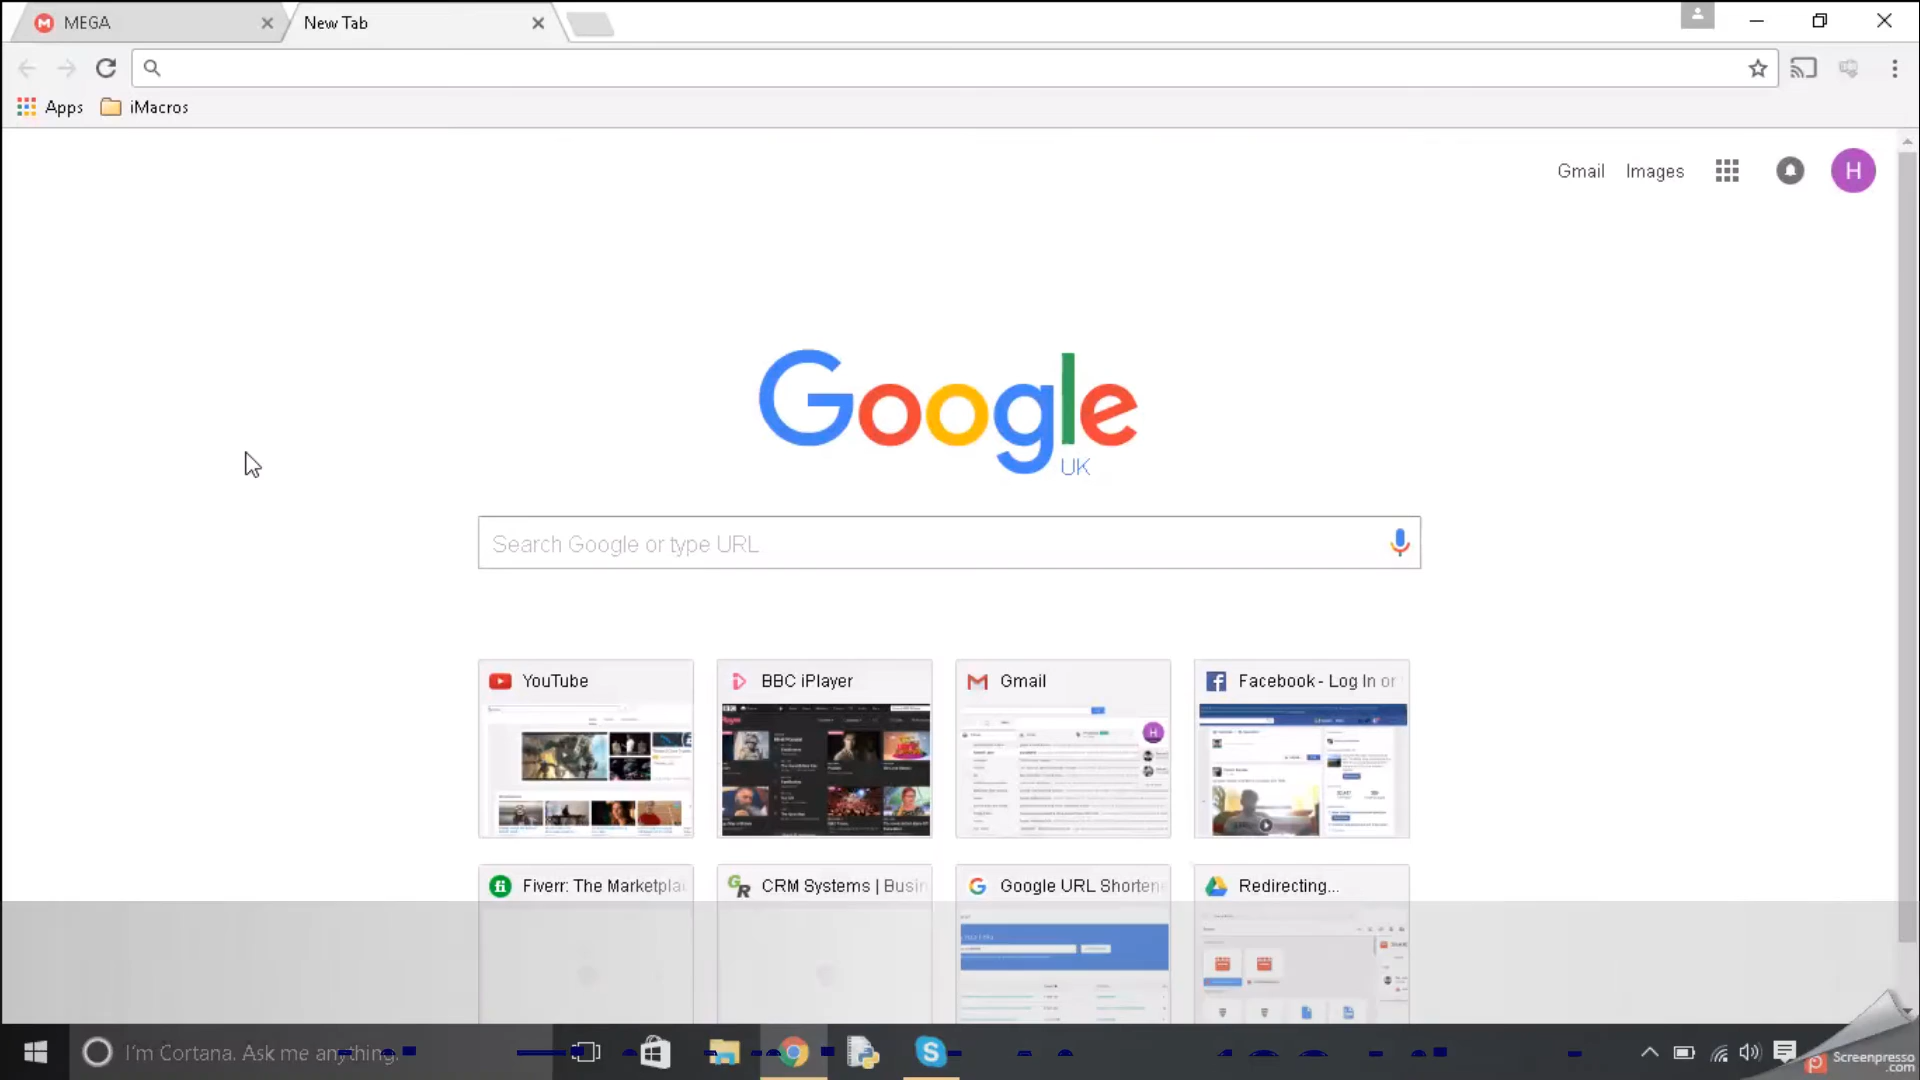 MEGA
New Tab
Apps
iMacros
Gmail
Images
H
Google
UK
Search Google or type URL
YouTube
BBC iPlayer
Gmail
Facebook - Log In or
Fiverr: The Marketpla
CRM Systems | Busin
Google URL Shorten
Redirecting...
I'm Cortana. Ask me anything.
Screenpresso
.com